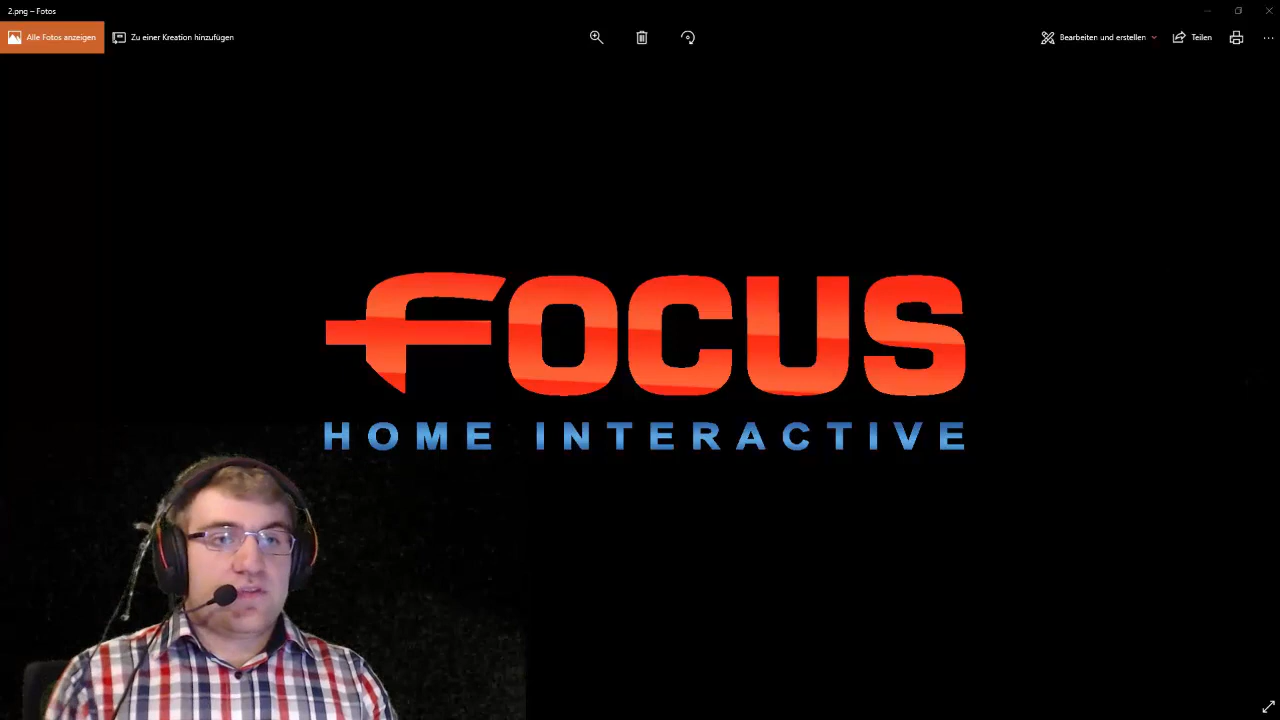 2.png – Fotos
Alle Fotos anzeigen
Zu einer Kreation hinzufügen
Bearbeiten und erstellen
Teilen
FOCUS
HOME INTERACTIVE